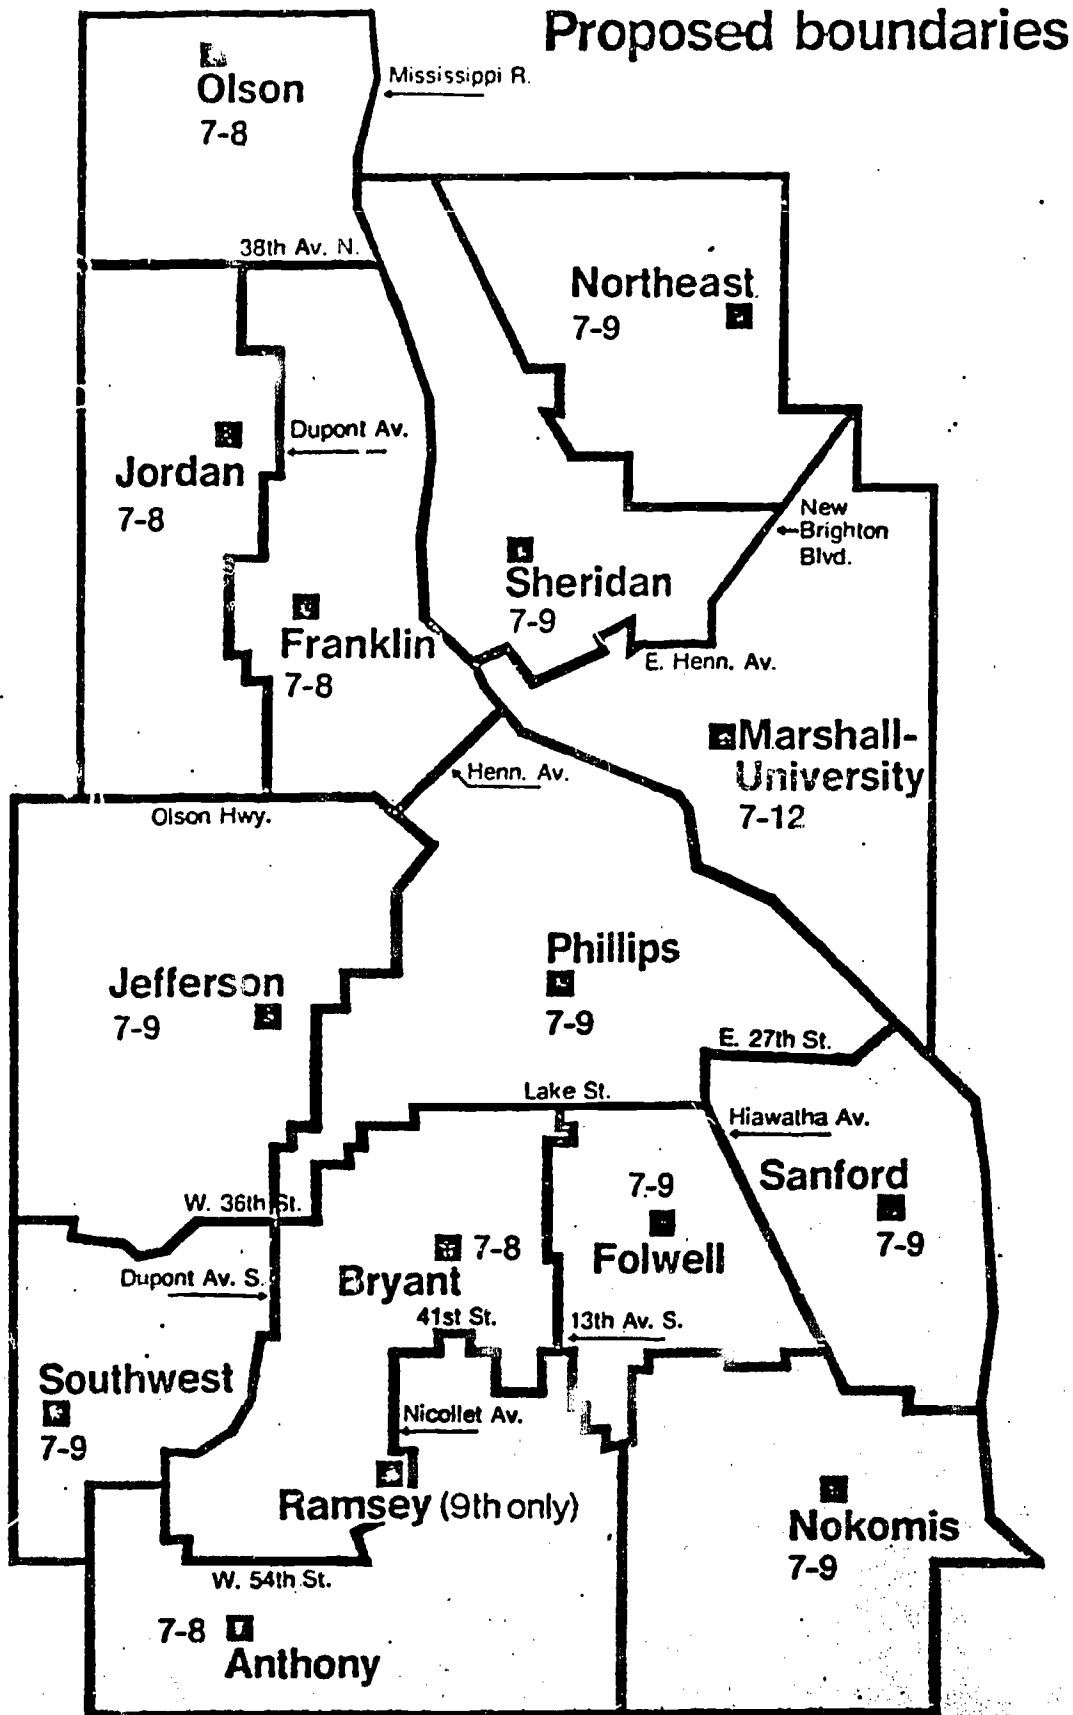 Proposed boundaries
Mississippi R.
Olson
7-8
38th Av. N.
Northeast
7-9
Dupont Av.
Jordan
7-8
New
Brighton
Blvd.
Sheridan
7-9
Franklin
7-8
E. Henn. Av.
Marshall-
University
7-12
Henn. Av.
Olson Hwy.
Phillips
7-9
Jefferson
7-9
E. 27th St.
Lake St.
Hiawatha Av.
Sanford
7-9
7-9
Folwell
W. 36th St.
7-8
Bryant
Dupont Av. S.
41st St.
13th Av. S.
Southwest
7-9
Nicollet Av.
Ramsey (9th only)
Nokomis
7-9
W. 54th St.
7-8
Anthony